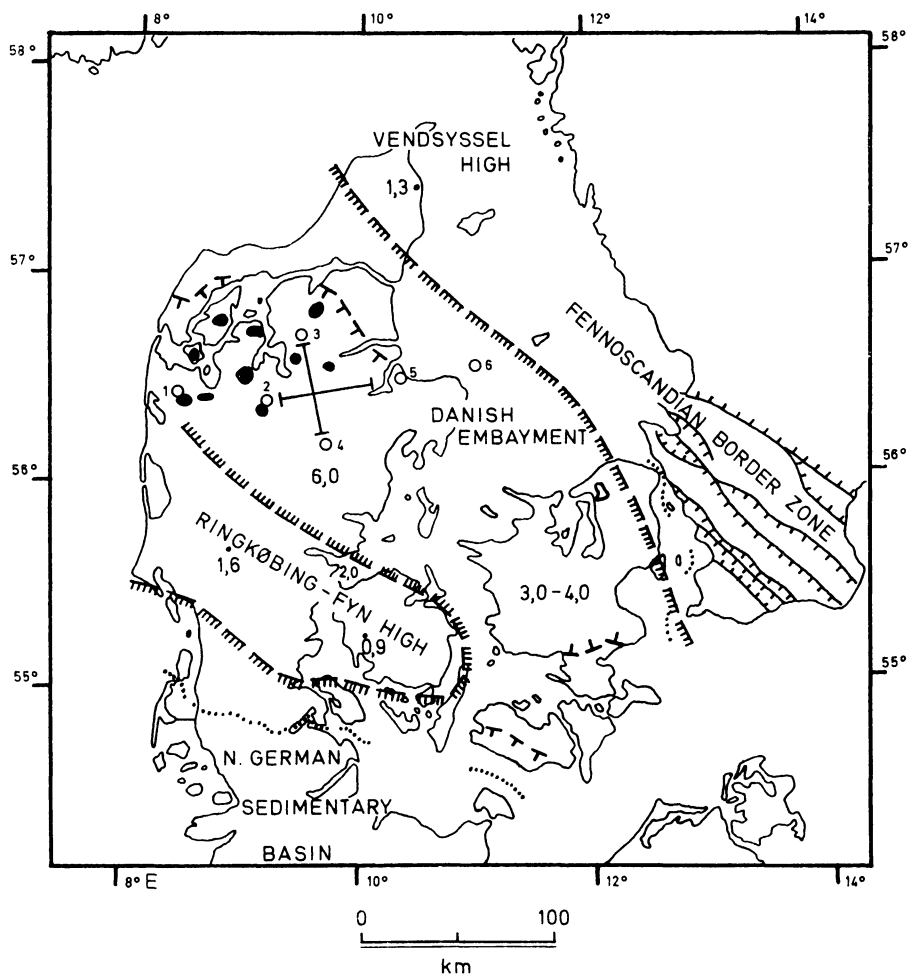 8° 10° 12° 14°
58° 58°
VENDSYSSEL
HIGH
1,3
57° 57°
FENNOSCANDIAN BORDER ZONE
3
6
5
1 2
DANISH
EMBAYMENT
4
6,0
56° 56°
RINGKØBING-FYN HIGH
1,6
2,0
3,0-4,0
0,9
55° 55°
N. GERMAN
SEDIMENTARY
BASIN
8° E 10° 12° 14°
0 100
km